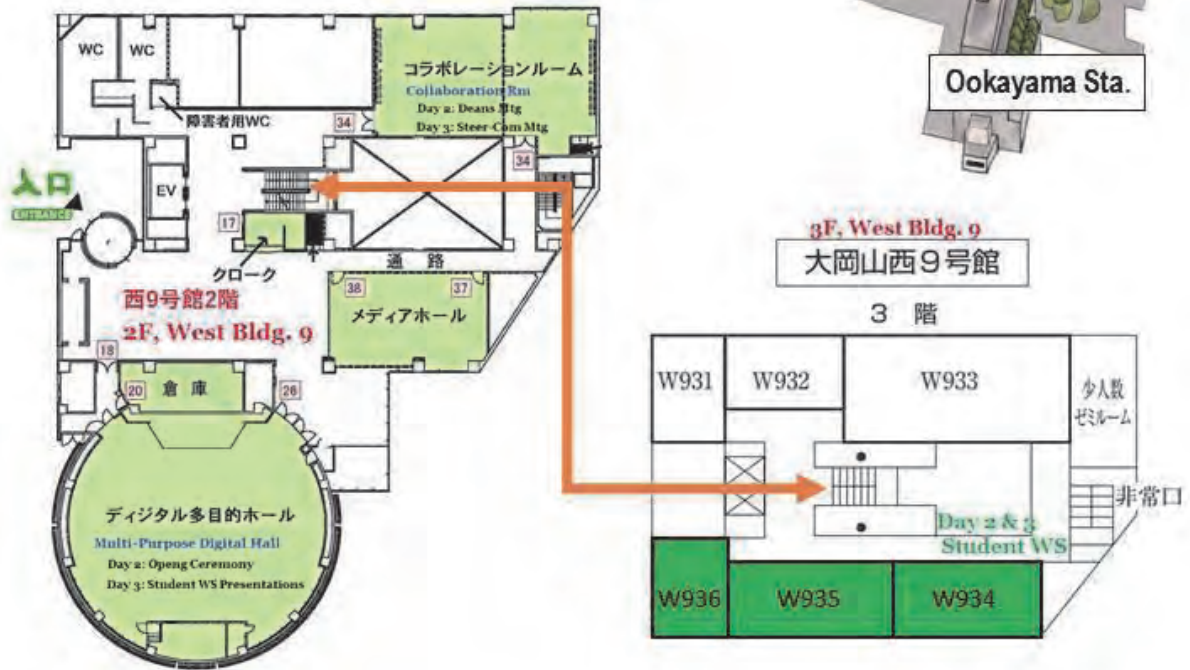 WC
WC
障害者用WC
コラボレーションルーム
Collaboration Rm
Day 2: Deans Mtg
Day 3: Steer-Com Mtg
34
34
入口
ENTRANCE
EV
17
クローク
通路
西9号館2階
2F, West Bldg. 9
38
37
メディアホール
18
20
倉庫
26
ディジタル多目的ホール
Multi-Purpose Digital Hall
Day 2: Openg Ceremony
Day 3: Student WS Presentations
Ookayama Sta.
3F, West Bldg. 9
大岡山西9号館
3 階
W931
W932
W933
少人数
ゼミルーム
非常口
Day 2 & 3
Student WS
W936
W935
W934